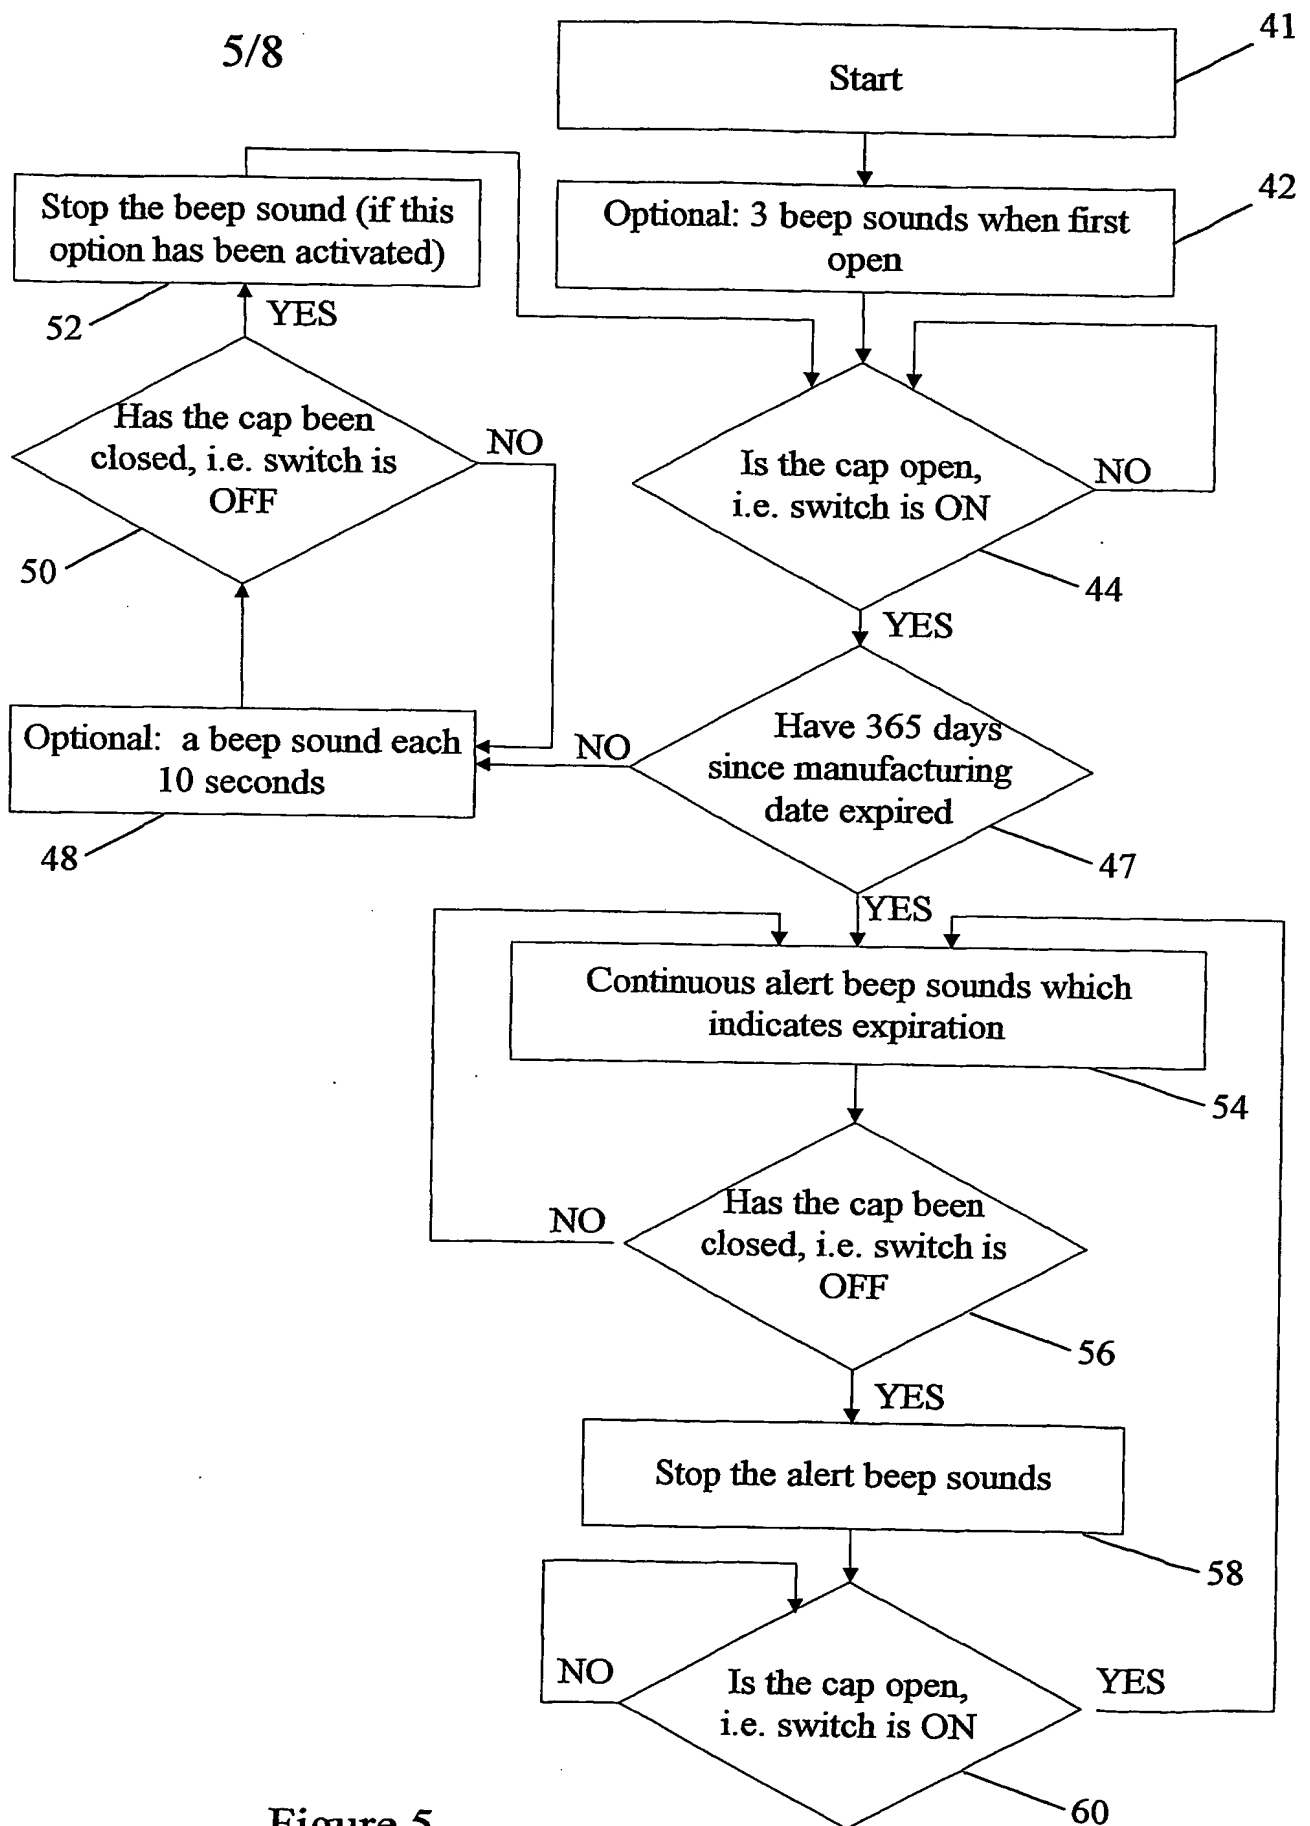 5/8
41
Start
42
Optional: 3 beep sounds when first
open
Stop the beep sound (if this
option has been activated)
52
YES
Has the cap been
closed, i.e. switch is
OFF
NO
50
Is the cap open,
i.e. switch is ON
NO
44
YES
Have 365 days
since manufacturing
date expired
NO
47
Optional: a beep sound each
10 seconds
48
YES
Continuous alert beep sounds which
indicates expiration
54
Has the cap been
closed, i.e. switch is
OFF
NO
56
YES
Stop the alert beep sounds
58
Is the cap open,
i.e. switch is ON
NO
YES
60
Figure 5